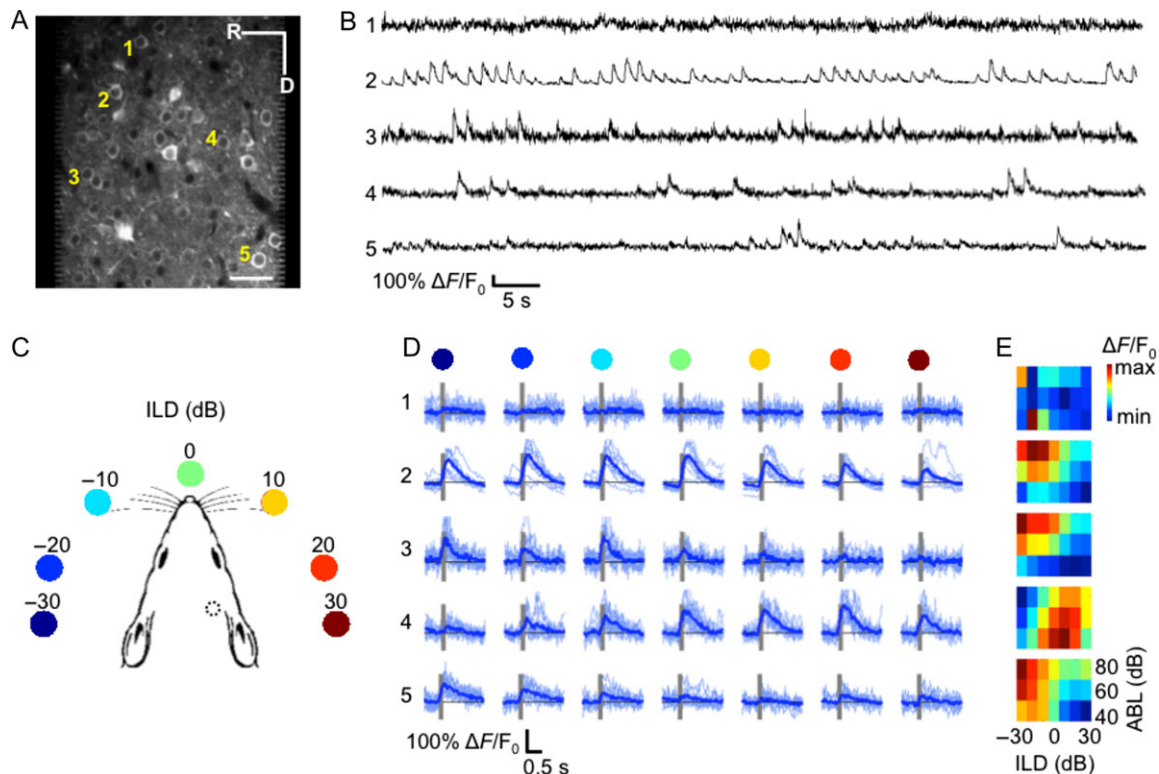 A
R
D
1
2
3
4
5
B
1
2
3
4
5
100% ΔF/F₀
5 s
C
ILD (dB)
0
–10
10
–20
20
–30
30
D
1
2
3
4
5
100% ΔF/F₀
0.5 s
E
ΔF/F₀
max
min
80
60
40
ABL (dB)
–30 0 30
ILD (dB)